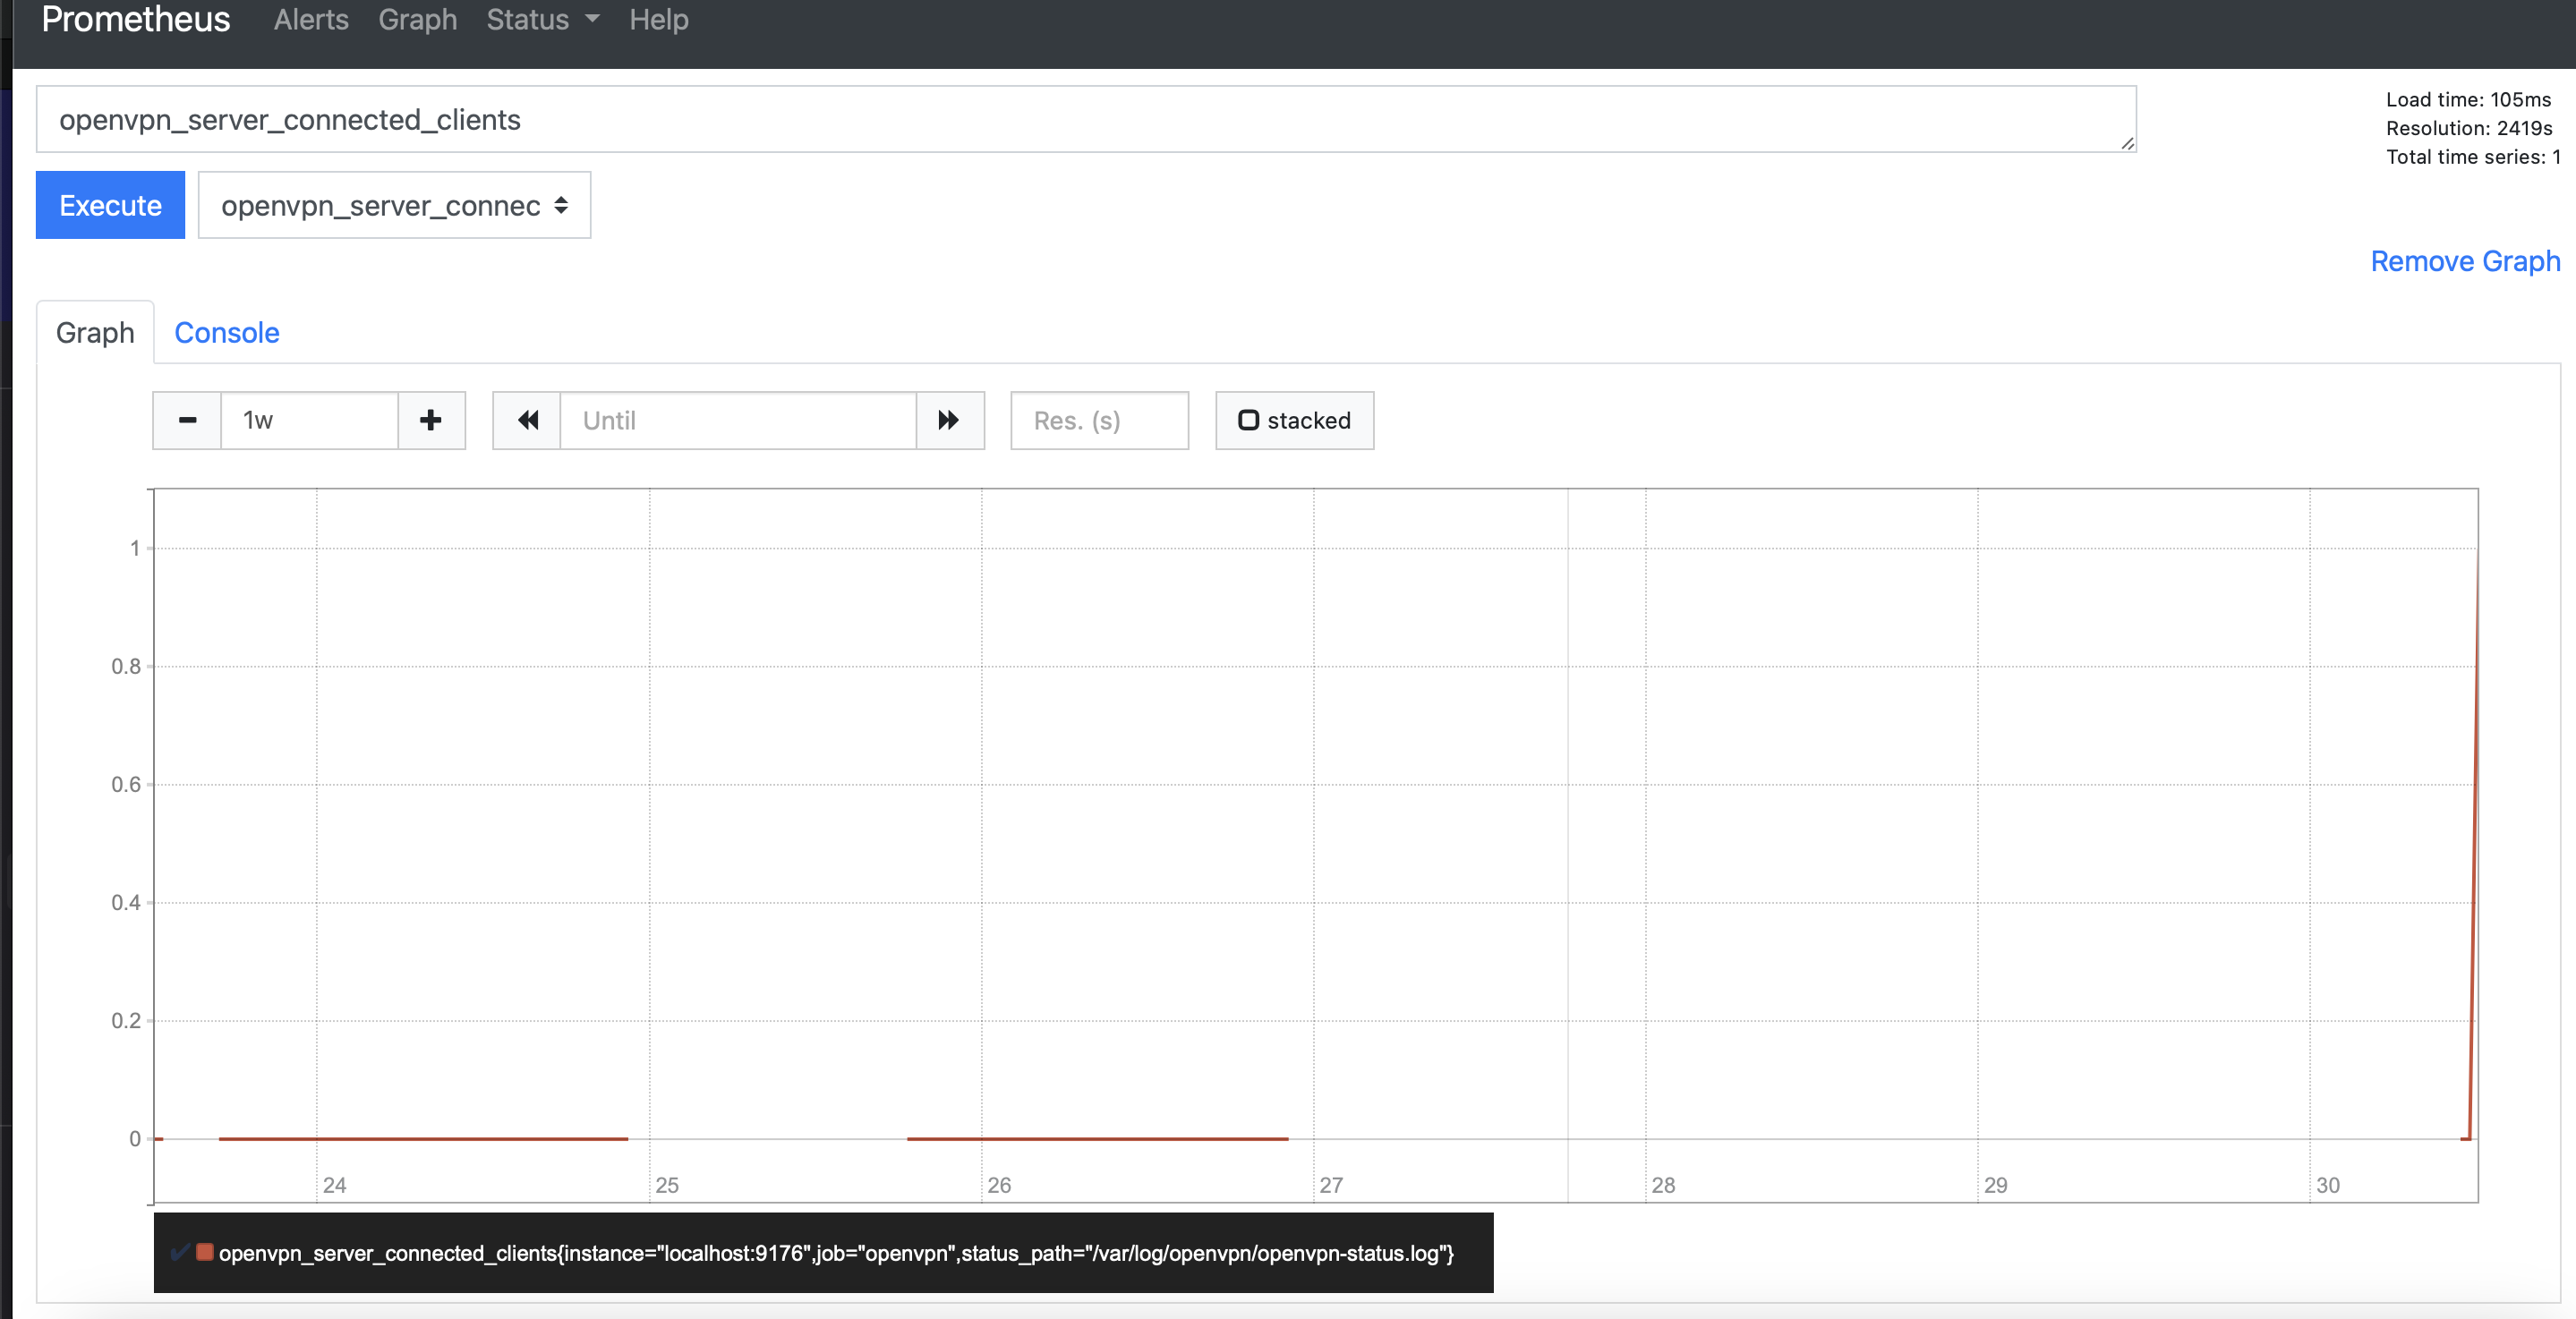 Prometheus Alerts Graph Status Help
openvpn_server_connected_clients
Load time: 105ms
Resolution: 2419s
Total time series: 1
Execute openvpn_server_connec
Remove Graph
Graph Console
1w Until Res. (s) stacked
1
0.8
0.6
0.4
0.2
0
24 25 26 27 28 29 30
openvpn_server_connected_clients{instance="localhost:9176",job="openvpn",status_path="/var/log/openvpn/openvpn-status.log"}